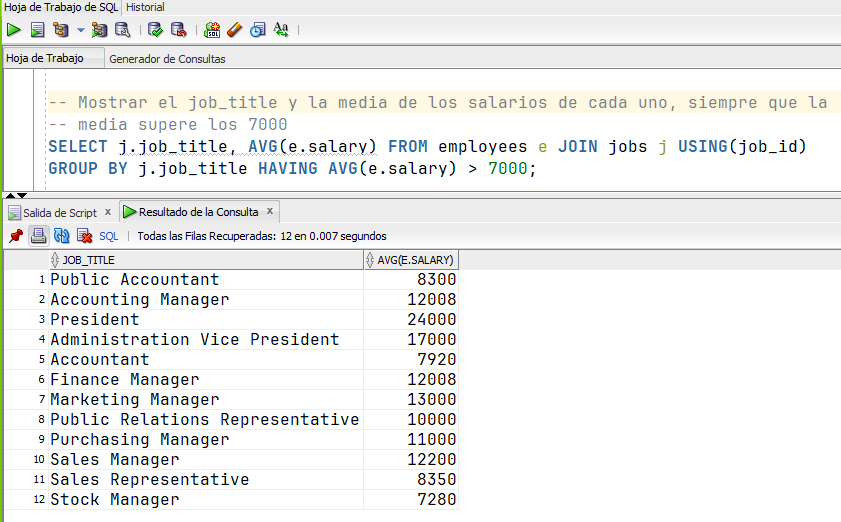 Hoja de Trabajo de SQL Historial
Hoja de Trabajo Generador de Consultas
-- Mostrar el job_title y la media de los salarios de cada uno, siempre que la
-- media supere los 7000
SELECT j.job_title, AVG(e.salary) FROM employees e JOIN jobs j USING(job_id)
GROUP BY j.job_title HAVING AVG(e.salary) > 7000;
Salida de Script x Resultado de la Consulta x
SQL Todas las Filas Recuperadas: 12 en 0.007 segundos
JOB_TITLE AVG(E.SALARY)
1 Public Accountant 8300
2 Accounting Manager 12008
3 President 24000
4 Administration Vice President 17000
5 Accountant 7920
6 Finance Manager 12008
7 Marketing Manager 13000
8 Public Relations Representative 10000
9 Purchasing Manager 11000
10 Sales Manager 12200
11 Sales Representative 8350
12 Stock Manager 7280